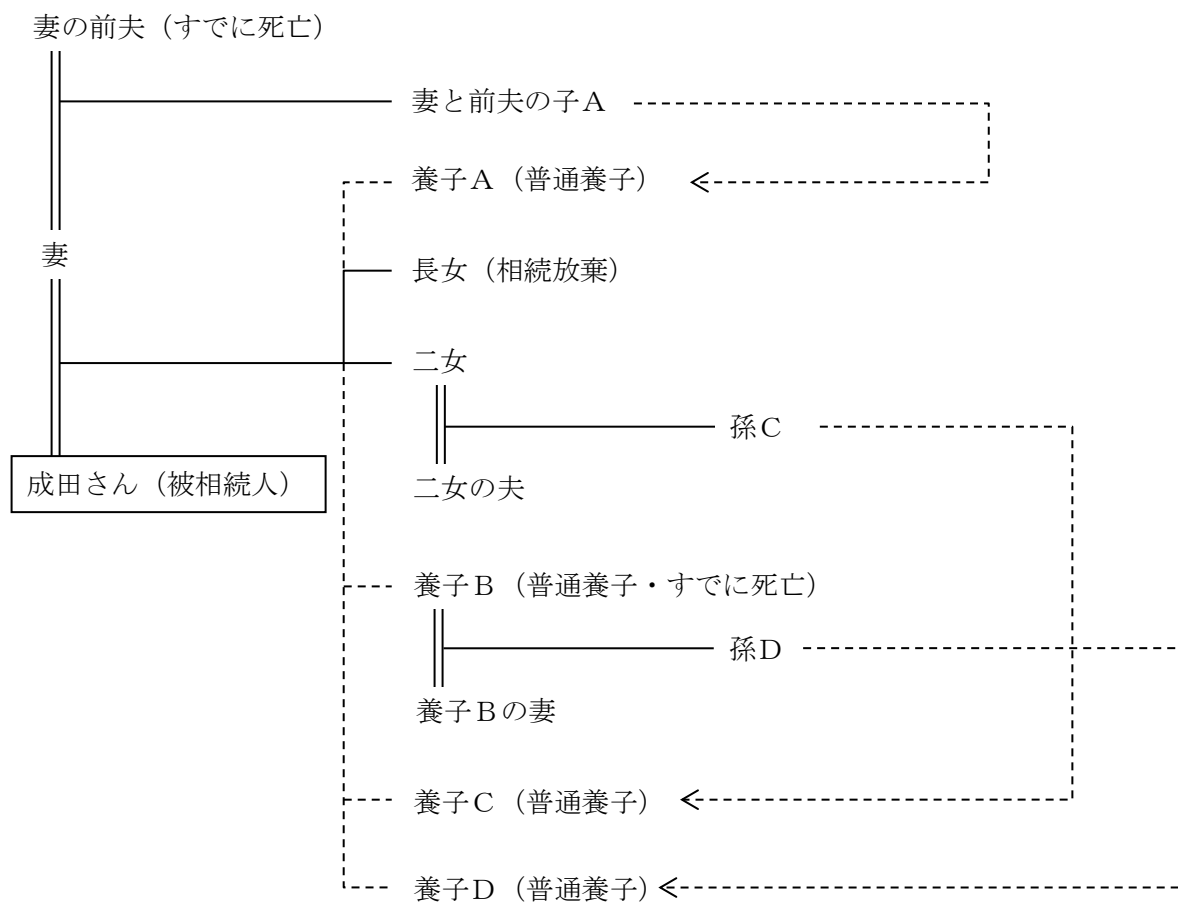 妻の前夫（すでに死亡）
妻と前夫の子Ａ
養子Ａ（普通養子）
妻
長女（相続放棄）
二女
孫Ｃ
成田さん（被相続人）
二女の夫
養子Ｂ（普通養子・すでに死亡）
孫Ｄ
養子Ｂの妻
養子Ｃ（普通養子）
養子Ｄ（普通養子）